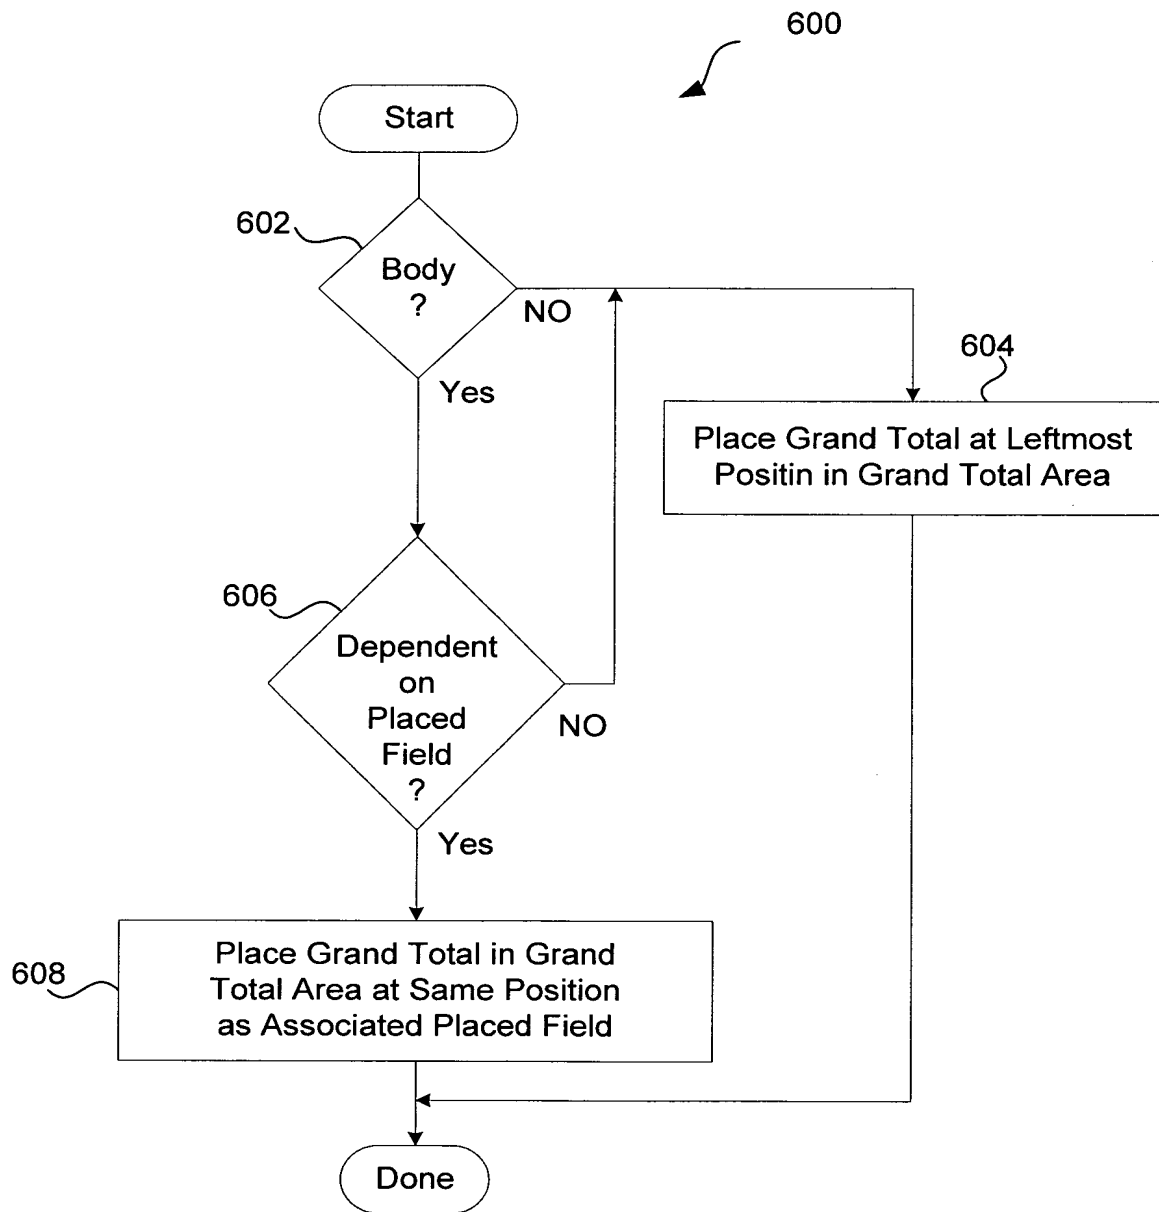 600
Start
602
Body
?
NO
Yes
604
Place Grand Total at Leftmost
Positin in Grand Total Area
606
Dependent
on
Placed
Field
?
NO
Yes
608
Place Grand Total in Grand
Total Area at Same Position
as Associated Placed Field
Done